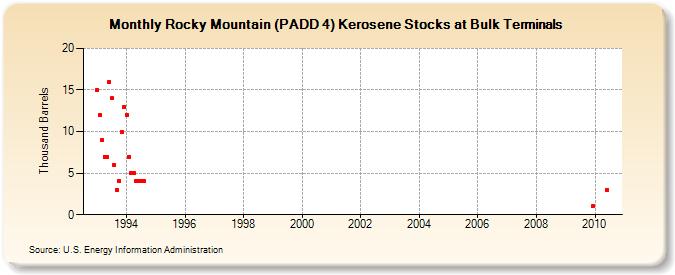 Monthly Rocky Mountain (PADD 4) Kerosene Stocks at Bulk Terminals
Thousand Barrels
20
15
10
5
0
1994 1996 1998 2000 2002 2004 2006 2008 2010
Source: U.S. Energy Information Administration